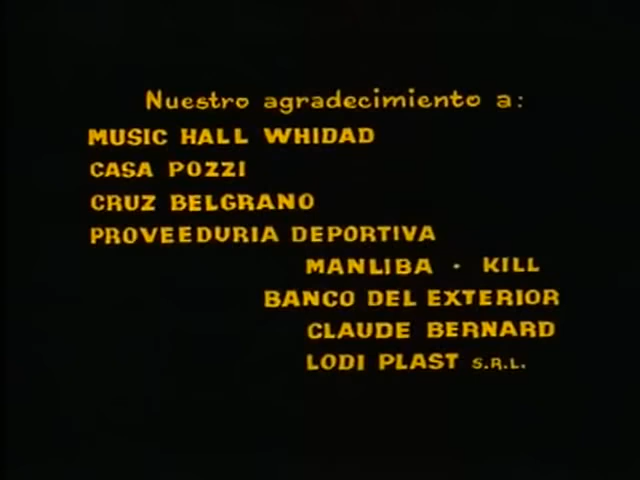 Nuestro agradecimiento a:
MUSIC HALL WHIDAD
CASA POZZI
CRUZ BELGRANO
PROVEEDURIA DEPORTIVA
MANLIBA · KILL
BANCO DEL EXTERIOR
CLAUDE BERNARD
LODI PLAST S.R.L.